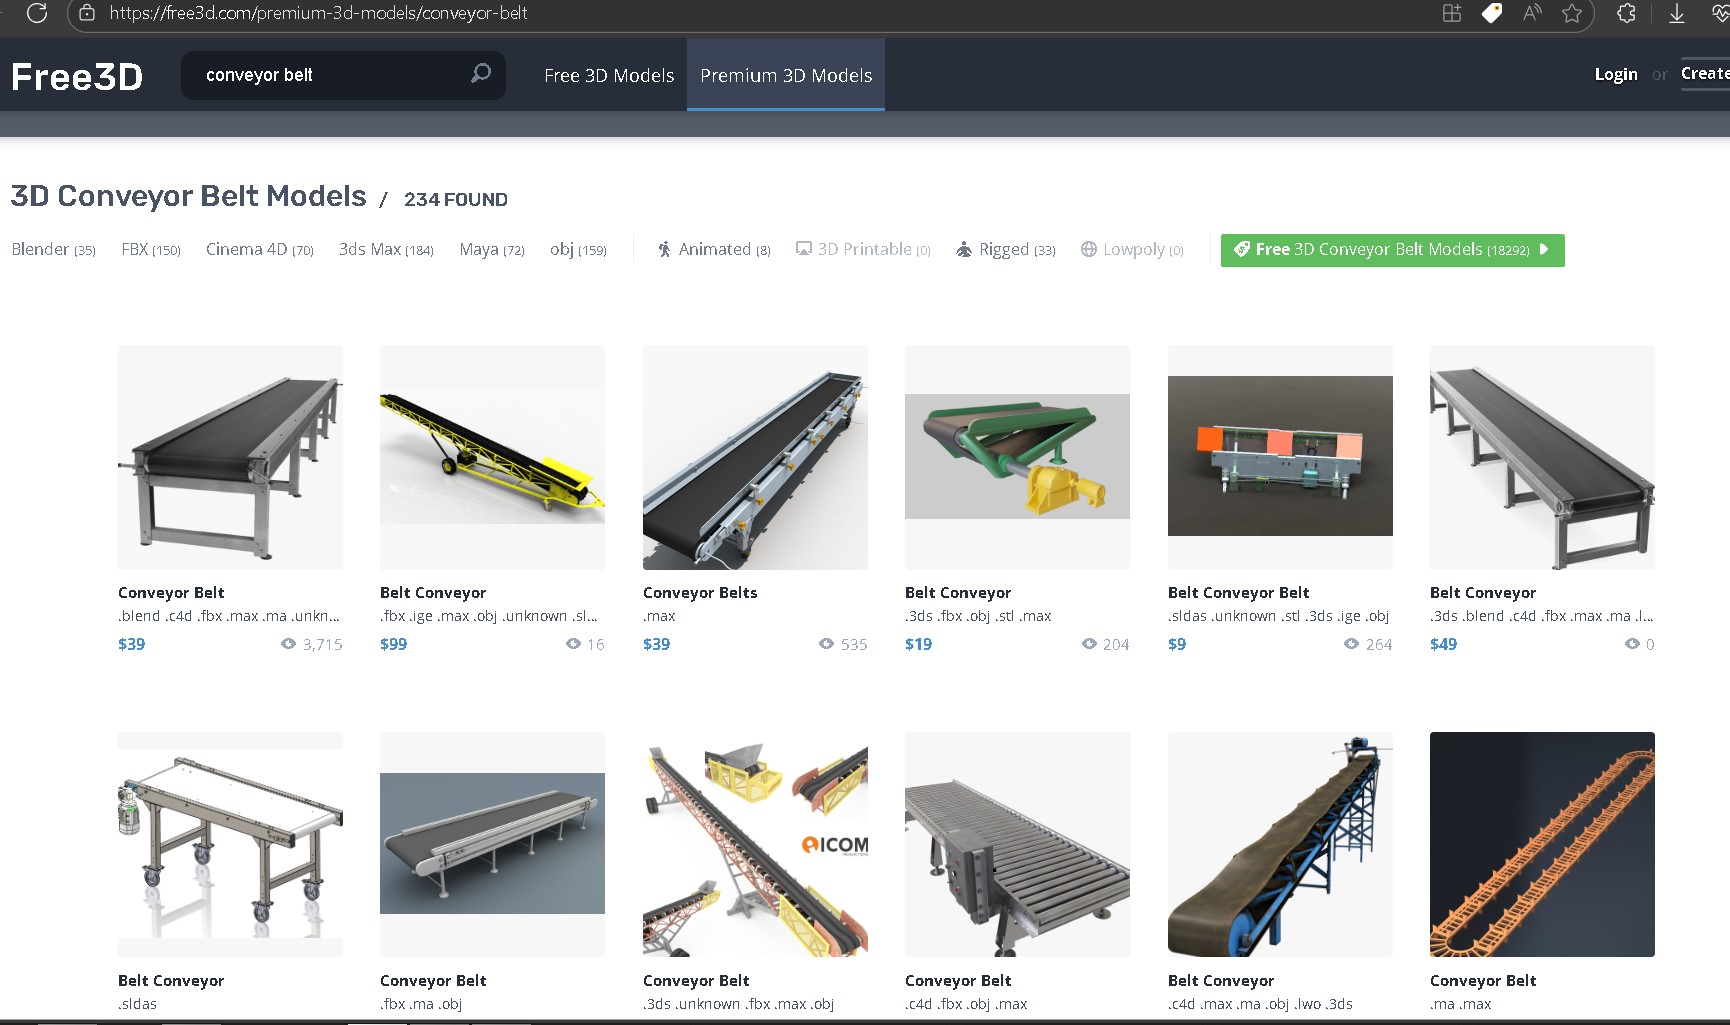 https://free3d.com/premium-3d-models/conveyor-belt
Free3D
conveyor belt
Free 3D Models
Premium 3D Models
Login or Create
3D Conveyor Belt Models / 234 FOUND
Blender (35) FBX (150) Cinema 4D (70) 3ds Max (184) Maya (72) obj (159) Animated (8) 3D Printable (0) Rigged (33) Lowpoly (0) Free 3D Conveyor Belt Models (18292)
Conveyor Belt
.blend .c4d .fbx .max .ma .unkn...
$39 3,715
Belt Conveyor
.fbx .ige .max .obj .unknown .sl...
$99 16
Conveyor Belts
.max
$39 535
Belt Conveyor
.3ds .fbx .obj .stl .max
$19 204
Belt Conveyor Belt
.sldas .unknown .stl .3ds .ige .obj
$9 264
Belt Conveyor
.3ds .blend .c4d .fbx .max .ma .l...
$49 0
Belt Conveyor
.sldas
Conveyor Belt
.fbx .ma .obj
ICOM
Conveyor Belt
.3ds .unknown .fbx .max .obj
Conveyor Belt
.c4d .fbx .obj .max
Belt Conveyor
.c4d .max .ma .obj .lwo .3ds
Conveyor Belt
.ma .max